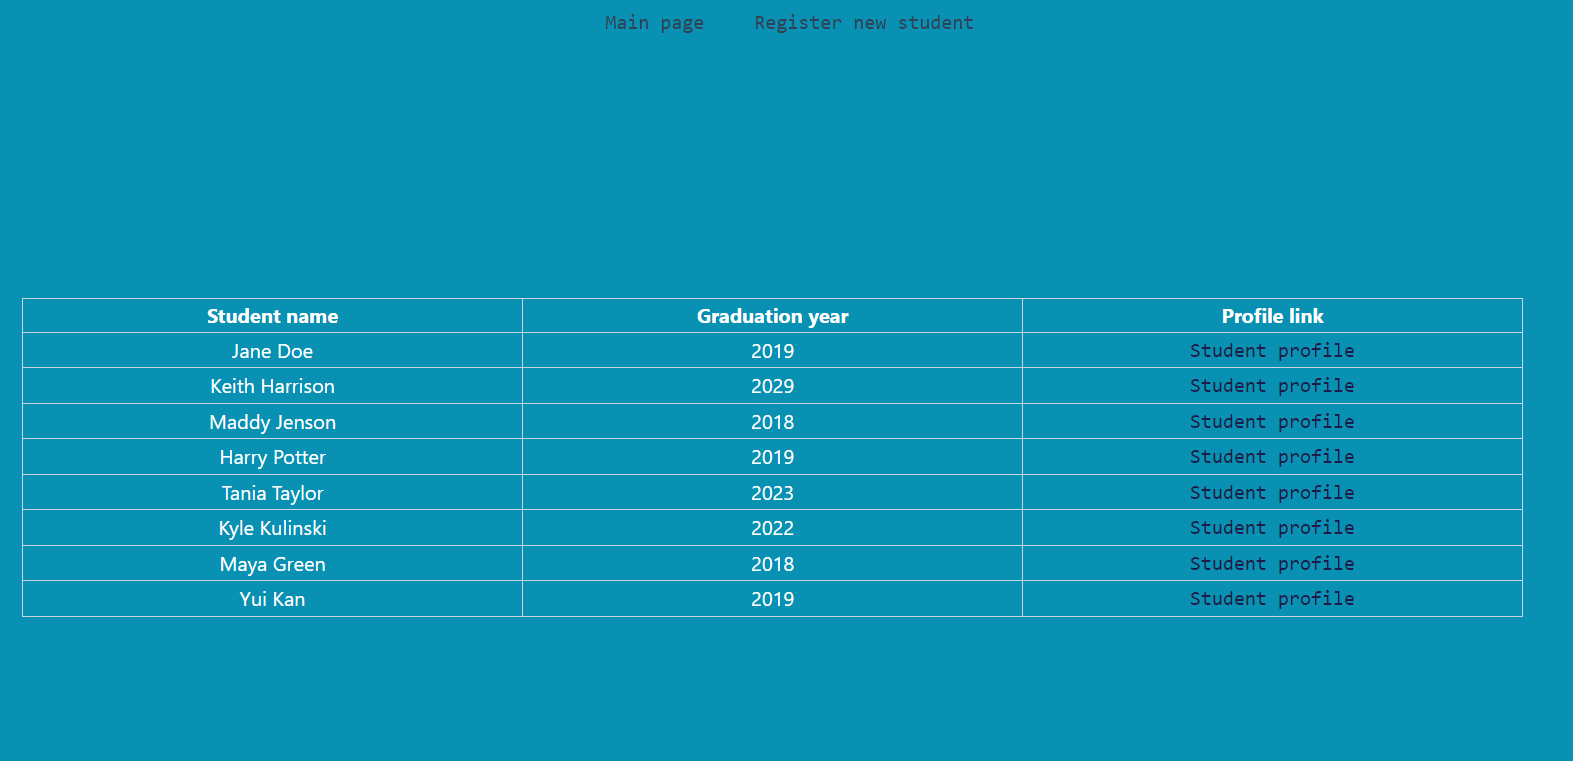 Main page Register new student
Student name Graduation year Profile link
Jane Doe 2019 Student profile
Keith Harrison 2029 Student profile
Maddy Jenson 2018 Student profile
Harry Potter 2019 Student profile
Tania Taylor 2023 Student profile
Kyle Kulinski 2022 Student profile
Maya Green 2018 Student profile
Yui Kan 2019 Student profile